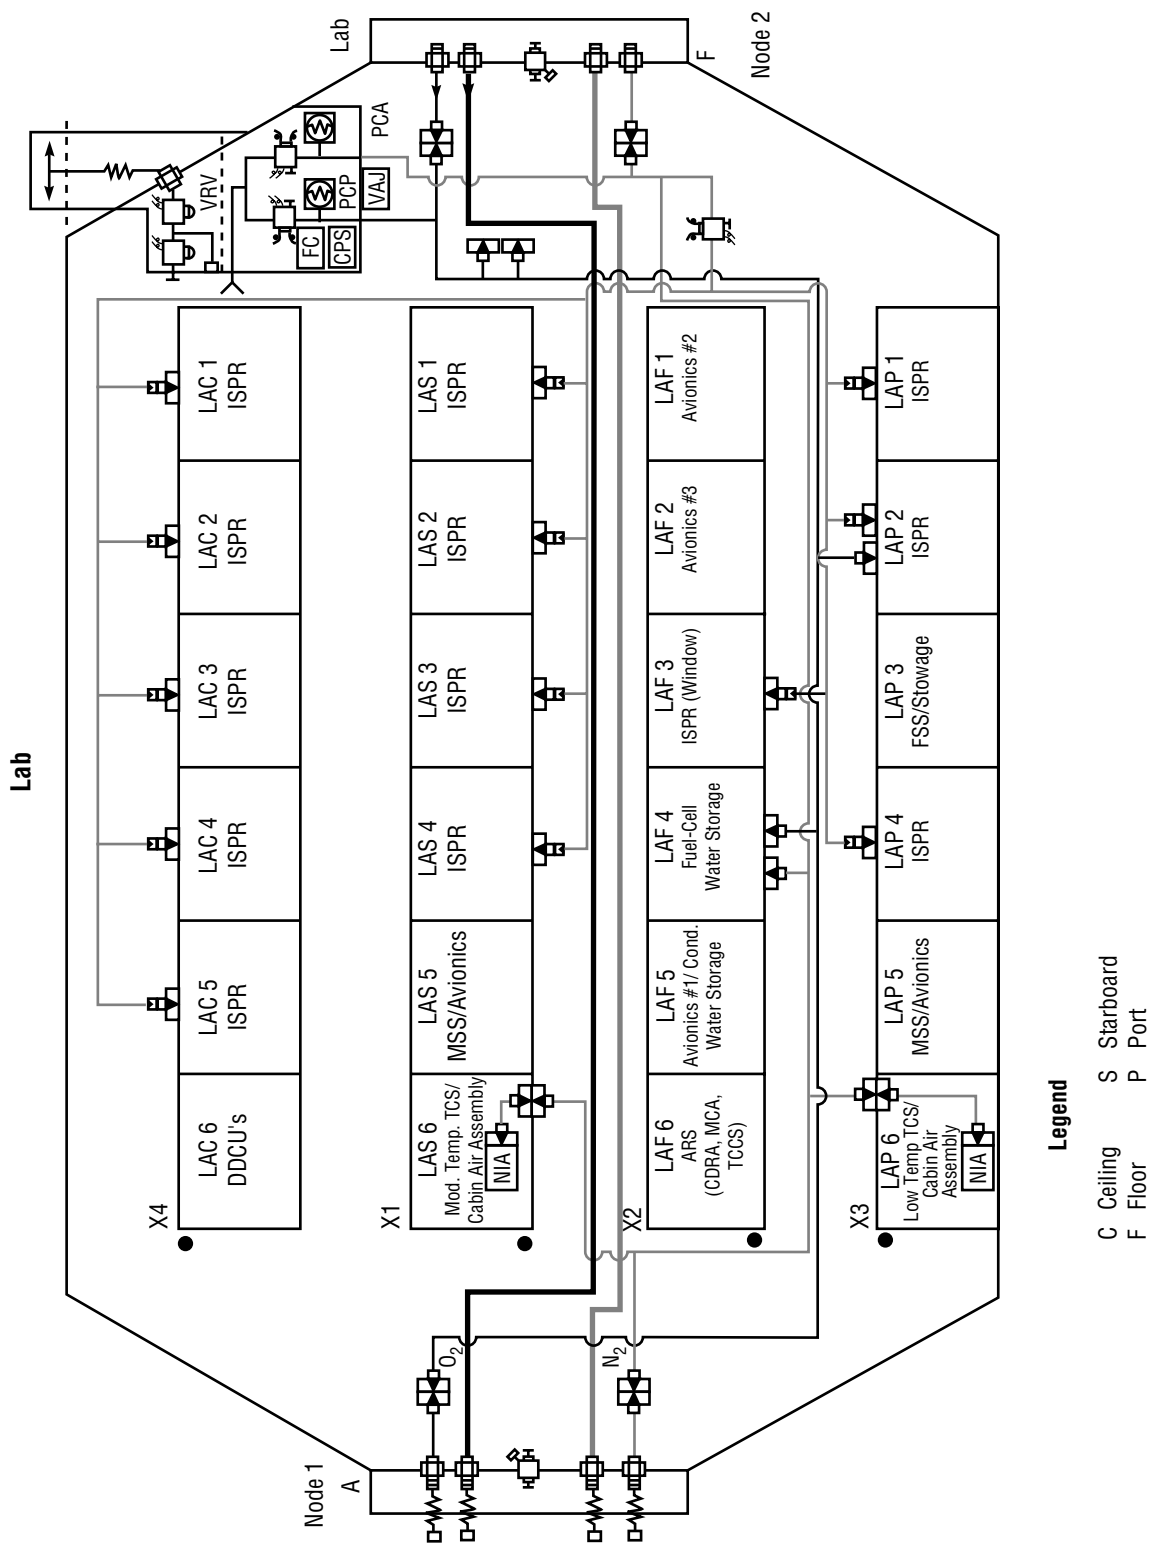 Lab
Node 1
A
Lab
F
Node 2
O2
N2
VRV
PCA
PCP
VAJ
FC
CPS
X4
LAC 6
DDCU's
LAC 5
ISPR
LAC 4
ISPR
LAC 3
ISPR
LAC 2
ISPR
LAC 1
ISPR
X1
LAS 6
Mod. Temp. TCS/
Cabin Air Assembly
NIA
LAS 5
MSS/Avionics
LAS 4
ISPR
LAS 3
ISPR
LAS 2
ISPR
LAS 1
ISPR
X2
LAF 6
ARS
(CDRA, MCA,
TCCS)
LAF 5
Avionics #1/ Cond.
Water Storage
LAF 4
Fuel-Cell
Water Storage
LAF 3
ISPR (Window)
LAF 2
Avionics #3
LAF 1
Avionics #2
X3
LAP 6
Low Temp TCS/
Cabin Air
Assembly
NIA
LAP 5
MSS/Avionics
LAP 4
ISPR
LAP 3
FSS/Stowage
LAP 2
ISPR
LAP 1
ISPR
Legend
C Ceiling S Starboard
F Floor P Port